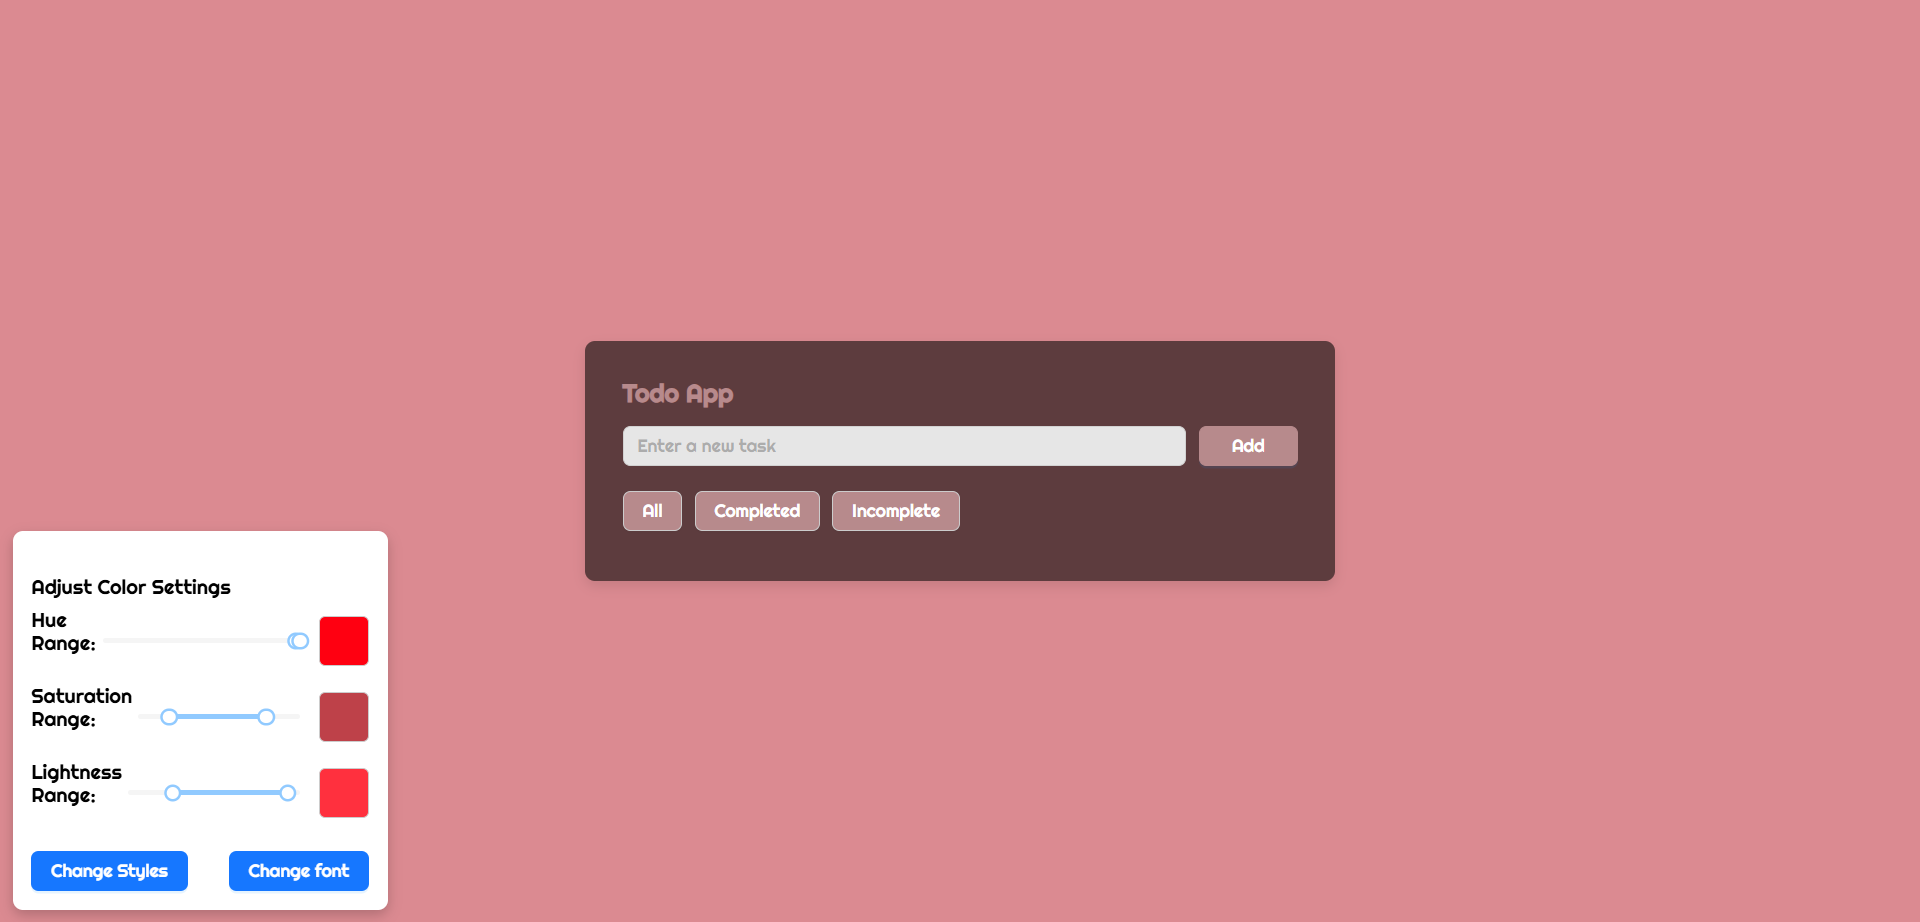 Todo App
Enter a new task
Add
All
Completed
Incomplete
Adjust Color Settings
Hue
Range:
Saturation
Range:
Lightness
Range:
Change Styles
Change font